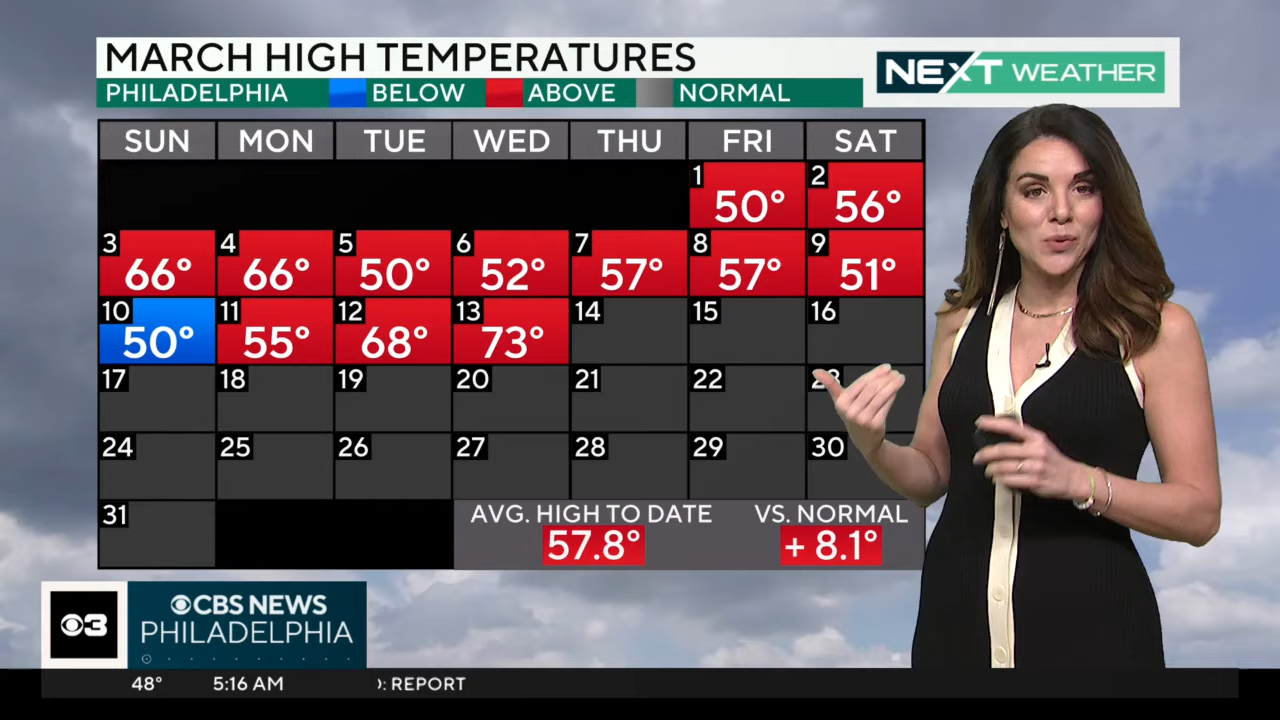 MARCH HIGH TEMPERATURES
NEXT WEATHER
PHILADELPHIA BELOW ABOVE NORMAL
SUN MON TUE WED THU FRI SAT
1 50° 2 56°
3 66° 4 66° 5 50° 6 52° 7 57° 8 57° 9 51°
10 50° 11 55° 12 68° 13 73° 14 15 16
17 18 19 20 21 22 23
24 25 26 27 28 29 30
31
AVG. HIGH TO DATE VS. NORMAL
57.8° + 8.1°
3 CBS NEWS
PHILADELPHIA
48° 5:16 AM : REPORT